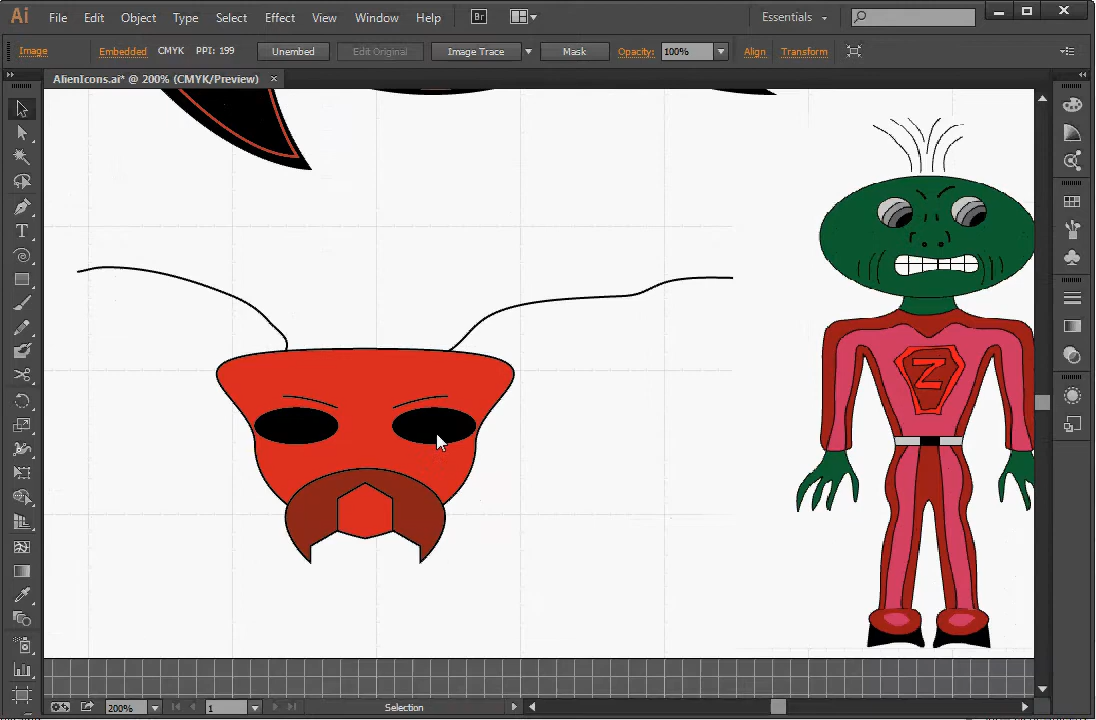 Ai File Edit Object Type Select Effect View Window Help Br Essentials
Image Embedded CMYK PPI: 199 Unembed Edit Original Image Trace Mask Opacity: 100% Align Transform
AlienIcons.ai* @ 200% (CMYK/Preview) ×
T
Z
200% 1 Selection